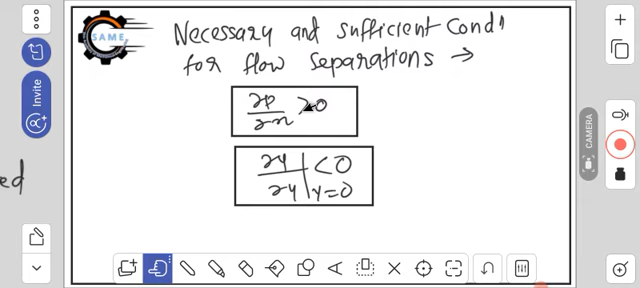 SAME
Necessary and sufficient Cond'
for flow separations →
∂p/∂x >0
∂u/∂y|y=0 <0
Invite
CAMERA
ed
A